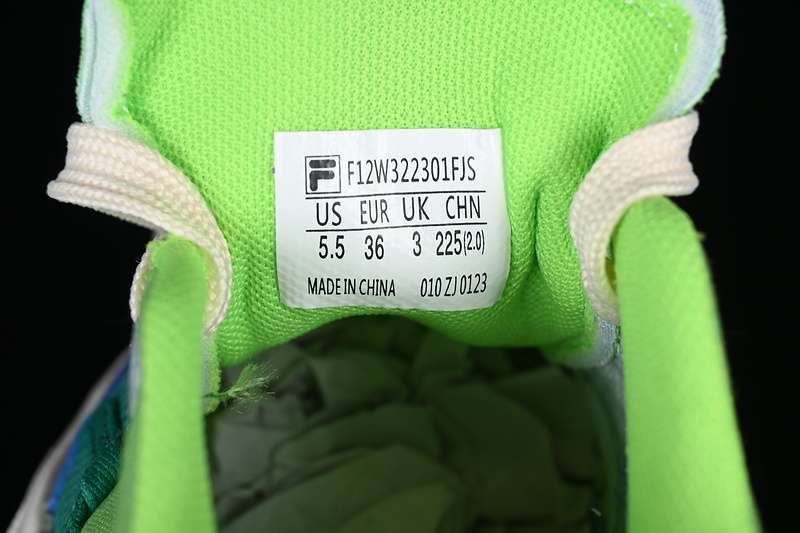 F F12W322301FJS
US EUR UK CHN
5.5 36 3 225(2.0)
MADE IN CHINA 010 ZJ 0123